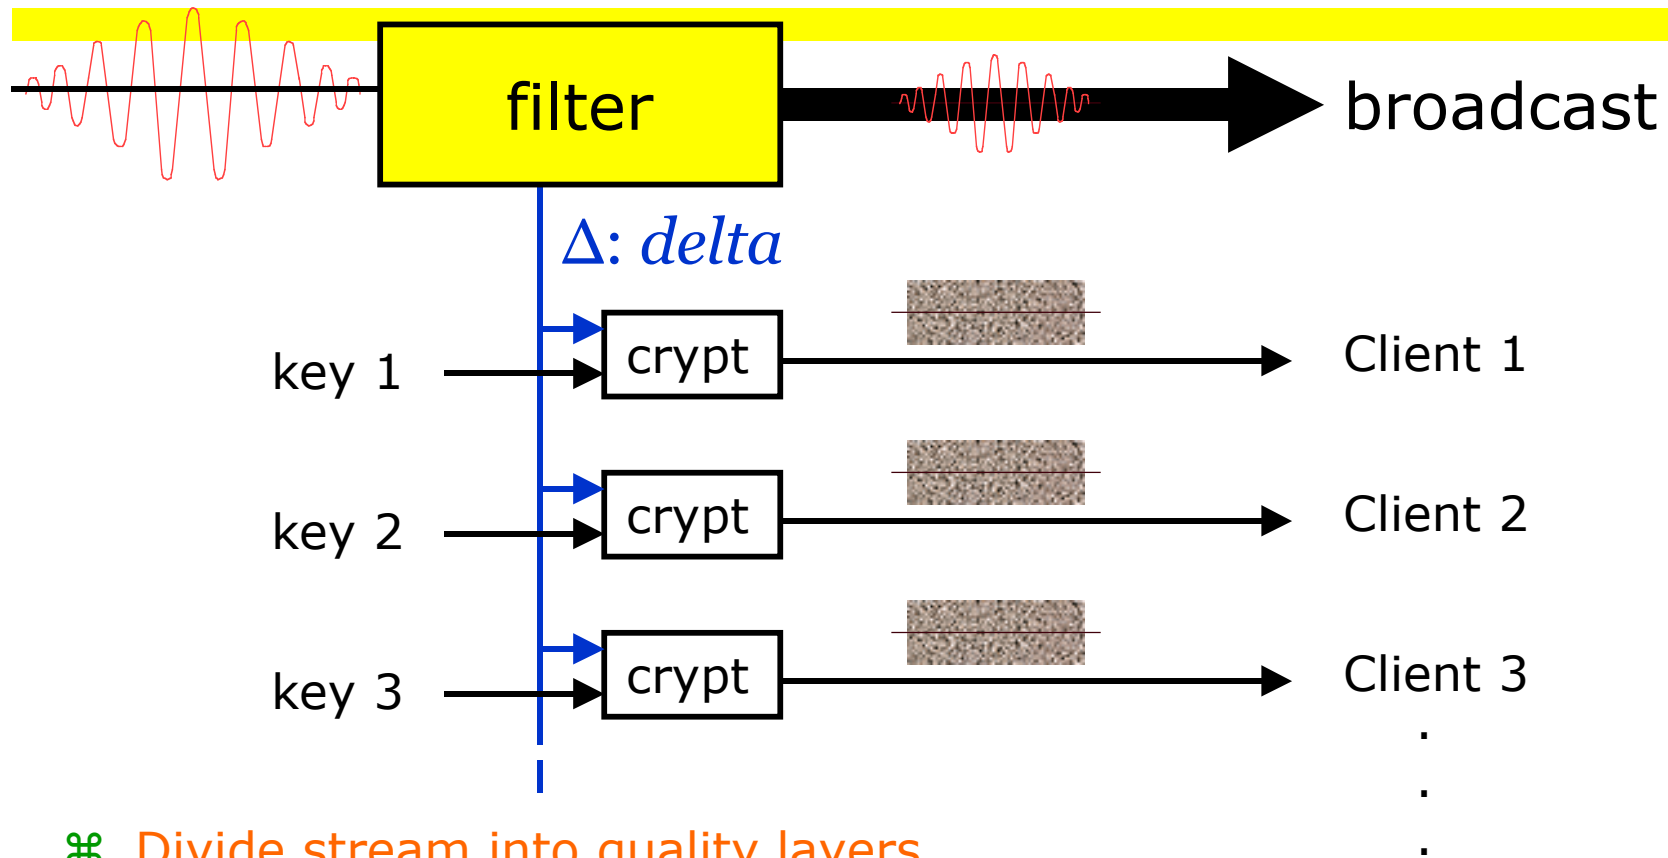 filter
broadcast
Δ: delta
key 1
crypt
Client 1
key 2
crypt
Client 2
key 3
crypt
Client 3
.
.
.
⌘ Divide stream into quality layers